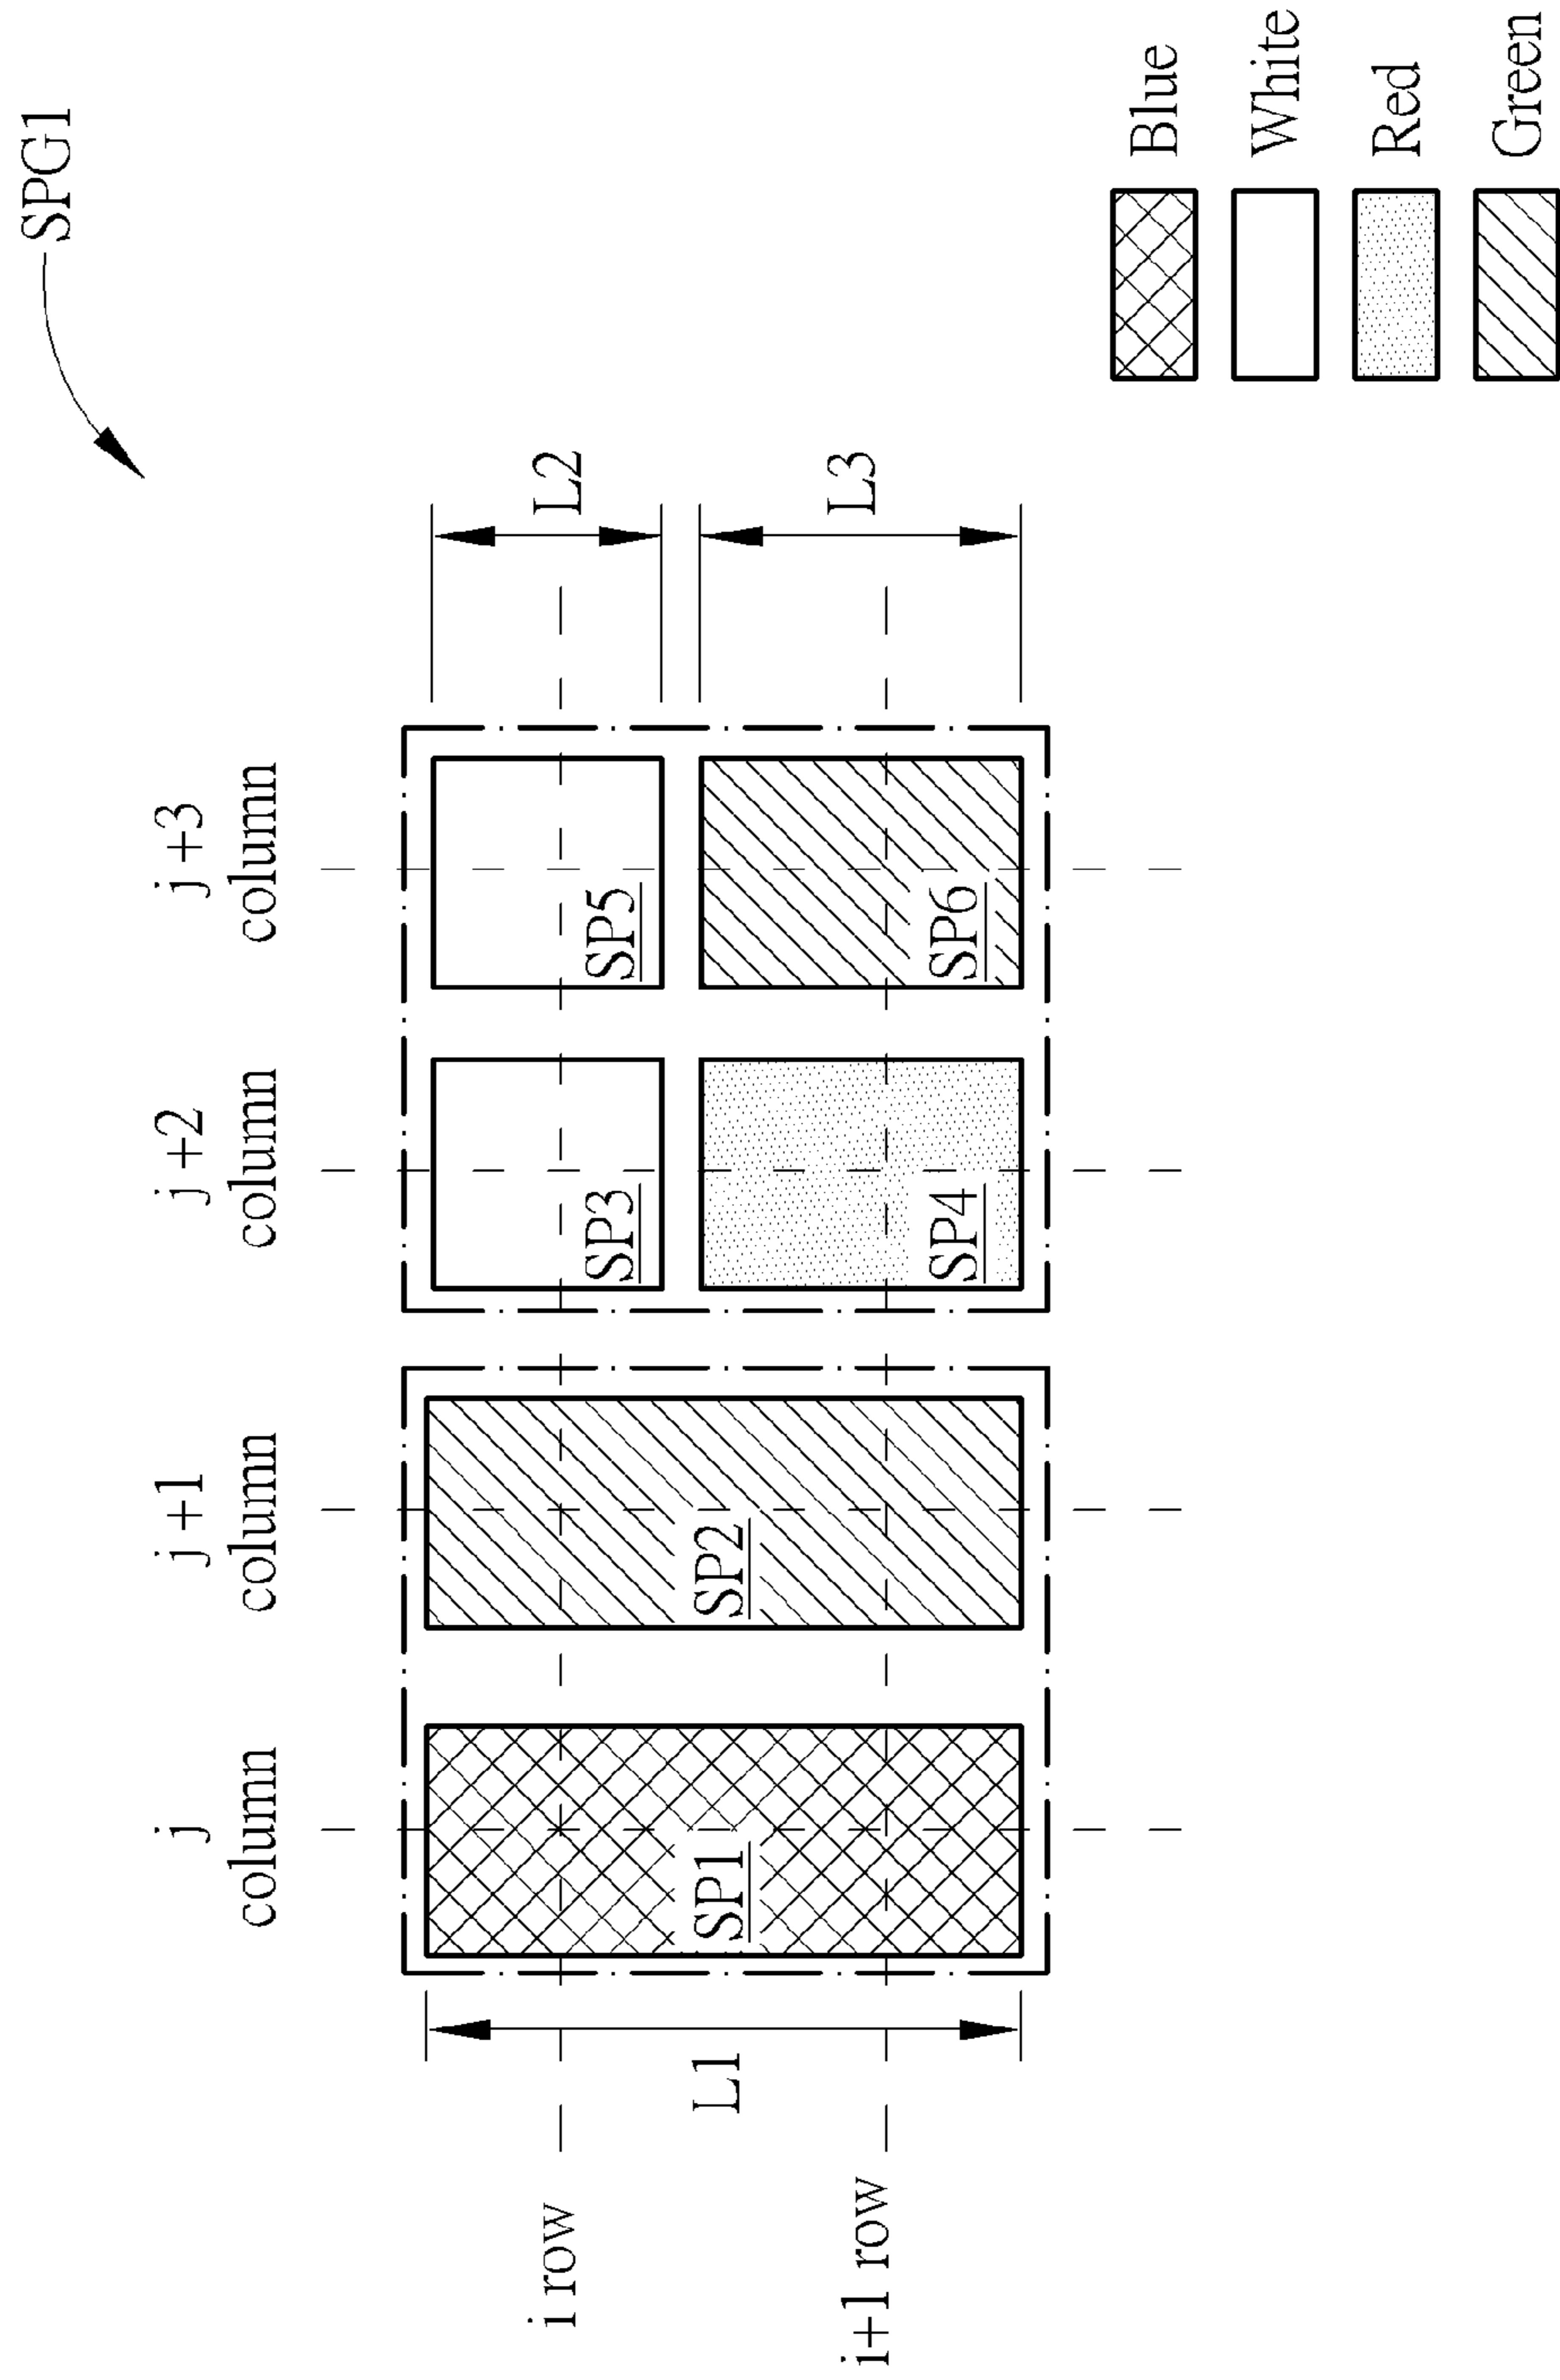 SPG1
j
column
j +1
column
j +2
column
j +3
column
i row
i+1 row
L1
SP1
SP2
SP3
SP4
SP5
SP6
L2
L3
Blue
White
Red
Green